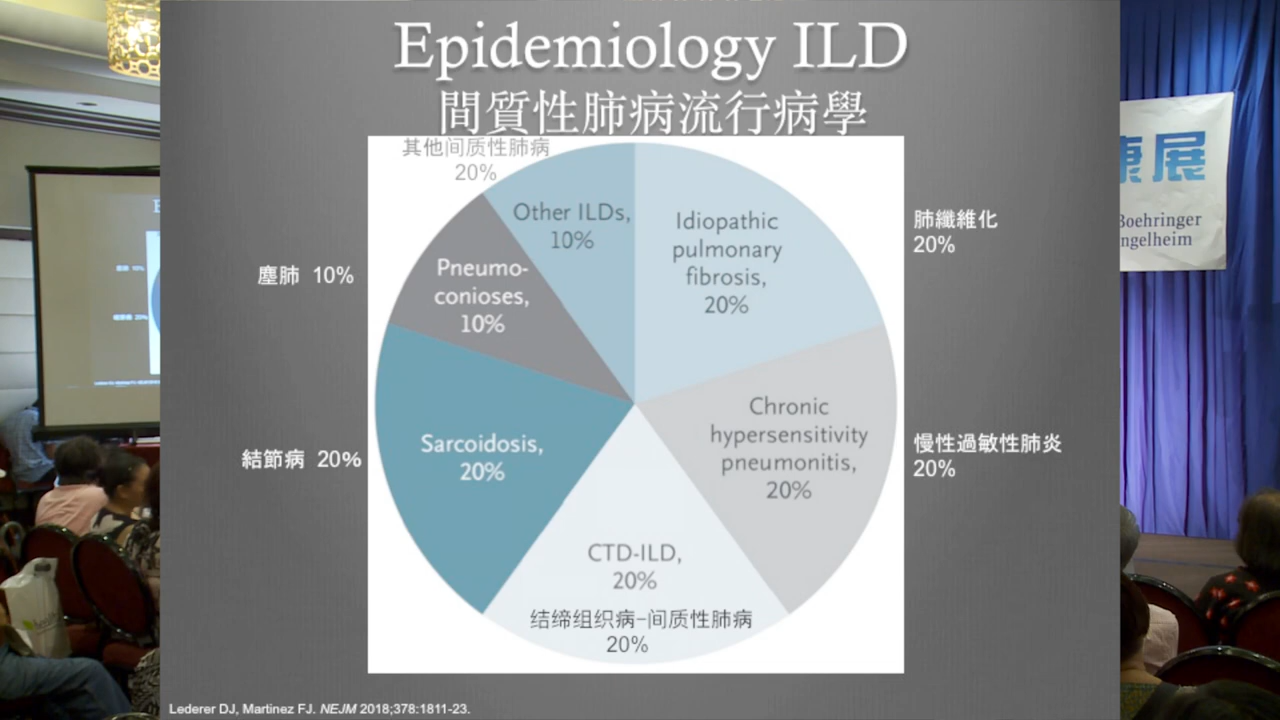 Epidemiology ILD
間質性肺病流行病學
其他间质性肺病
20%
Other ILDs,
10%
Idiopathic
pulmonary
fibrosis,
20%
肺纖維化
20%
塵肺 10%
Pneumo-
conioses,
10%
Chronic
hypersensitivity
pneumonitis,
20%
慢性過敏性肺炎
20%
結節病 20%
Sarcoidosis,
20%
CTD-ILD,
20%
结缔组织病-间质性肺病
20%
Lederer DJ, Martinez FJ. NEJM 2018;378:1811-23.
康展
Boehringer
Ingelheim